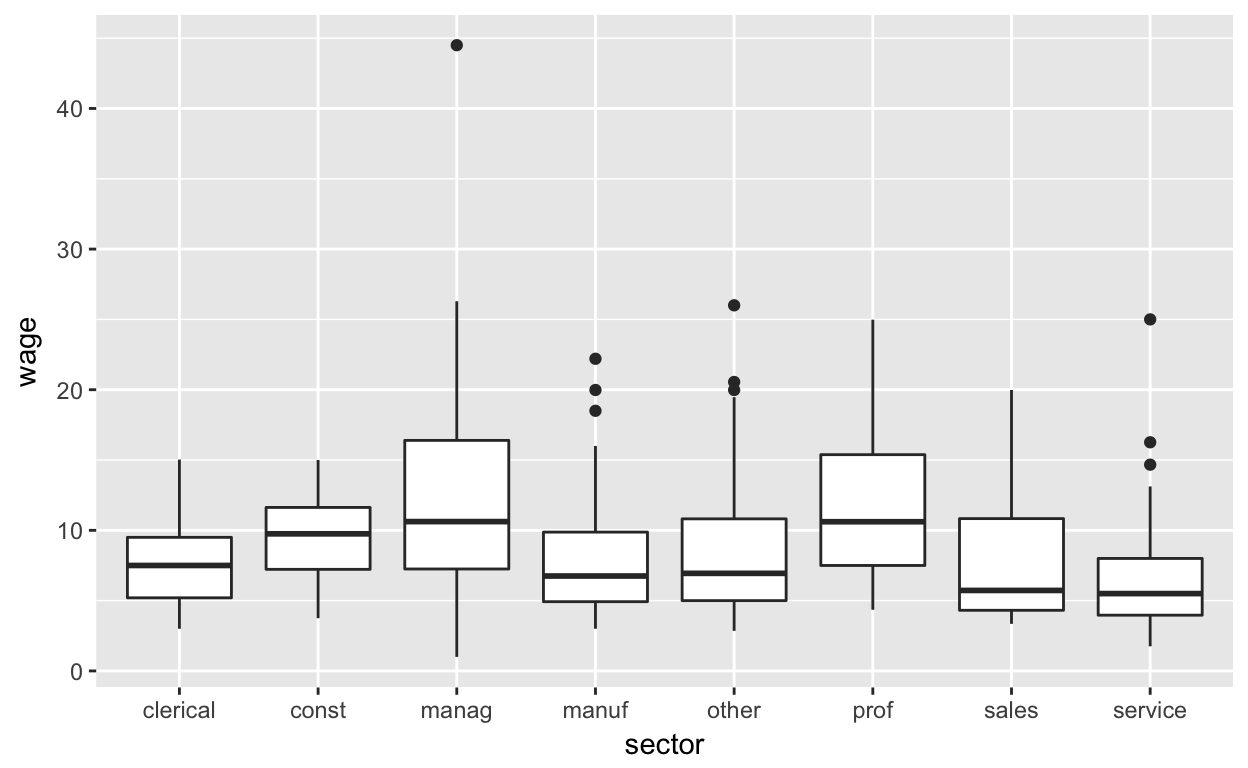 40
30
20
10
0
wage
clerical const manag manuf other prof sales service
sector